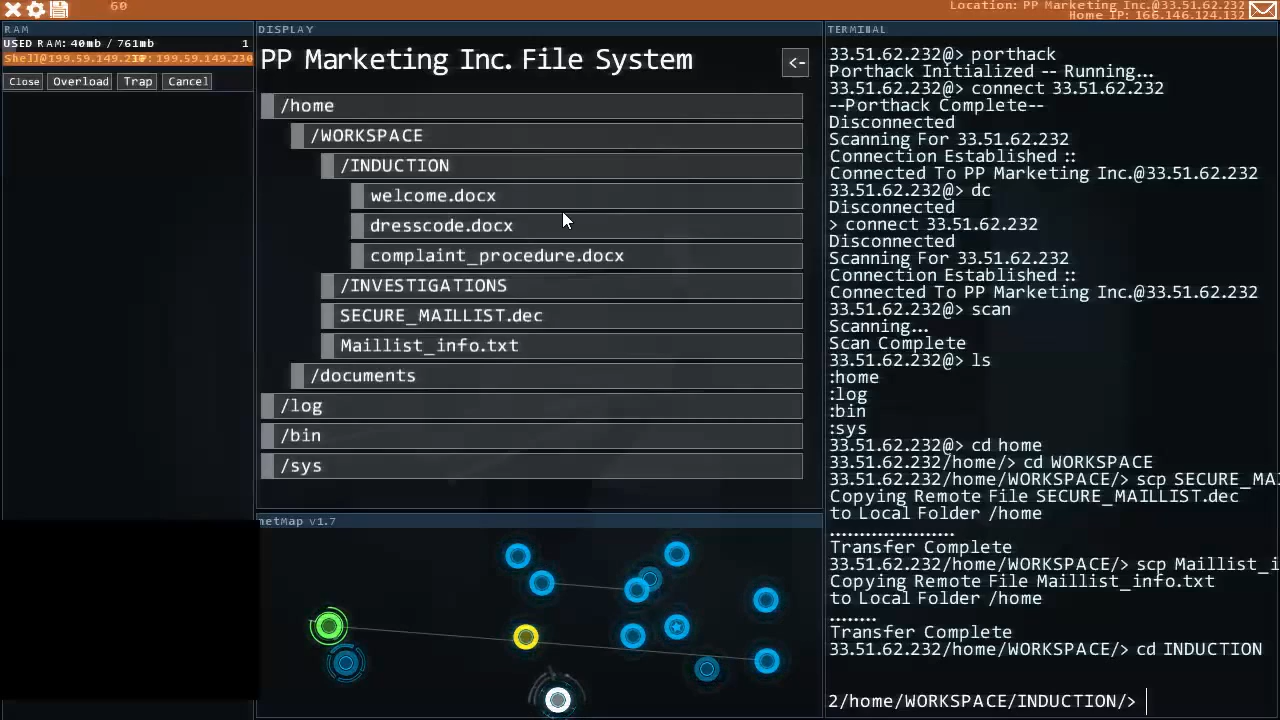 60
Location: PP Marketing Inc.@33.51.62.232
Home IP: 166.146.124.132
RAM
USED RAM: 40mb / 761mb 1
Shell@199.59.149.230 IP: 199.59.149.230
Close Overload Trap Cancel
DISPLAY
PP Marketing Inc. File System
<-
/home
/WORKSPACE
/INDUCTION
welcome.docx
dresscode.docx
complaint_procedure.docx
/INVESTIGATIONS
SECURE_MAILLIST.dec
Maillist_info.txt
/documents
/log
/bin
/sys
netMap v1.7
TERMINAL
33.51.62.232@> porthack
Porthack Initialized -- Running...
33.51.62.232@> connect 33.51.62.232
--Porthack Complete--
Disconnected
Scanning For 33.51.62.232
Connection Established ::
Connected To PP Marketing Inc.@33.51.62.232
33.51.62.232@> dc
Disconnected
> connect 33.51.62.232
Disconnected
Scanning For 33.51.62.232
Connection Established ::
Connected To PP Marketing Inc.@33.51.62.232
33.51.62.232@> scan
Scanning...
Scan Complete
33.51.62.232@> ls
:home
:log
:bin
:sys
33.51.62.232@> cd home
33.51.62.232/home/> cd WORKSPACE
33.51.62.232/home/WORKSPACE/> scp SECURE_MAI
Copying Remote File SECURE_MAILLIST.dec
to Local Folder /home
.....................
Transfer Complete
33.51.62.232/home/WORKSPACE/> scp Maillist_i
Copying Remote File Maillist_info.txt
to Local Folder /home
........
Transfer Complete
33.51.62.232/home/WORKSPACE/> cd INDUCTION
2/home/WORKSPACE/INDUCTION/>